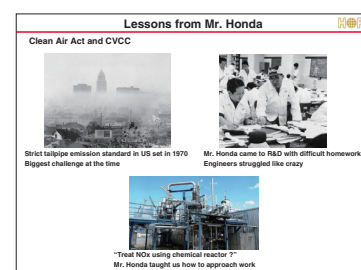 Lessons from Mr. Honda
Clean Air Act and CVCC
Strict tailpipe emission standard in US set in 1970
Biggest challenge at the time
Mr. Honda came to R&D with difficult homework
Engineers struggled like crazy
“Treat NOx using chemical reactor ?”
Mr. Honda taught us how to approach work